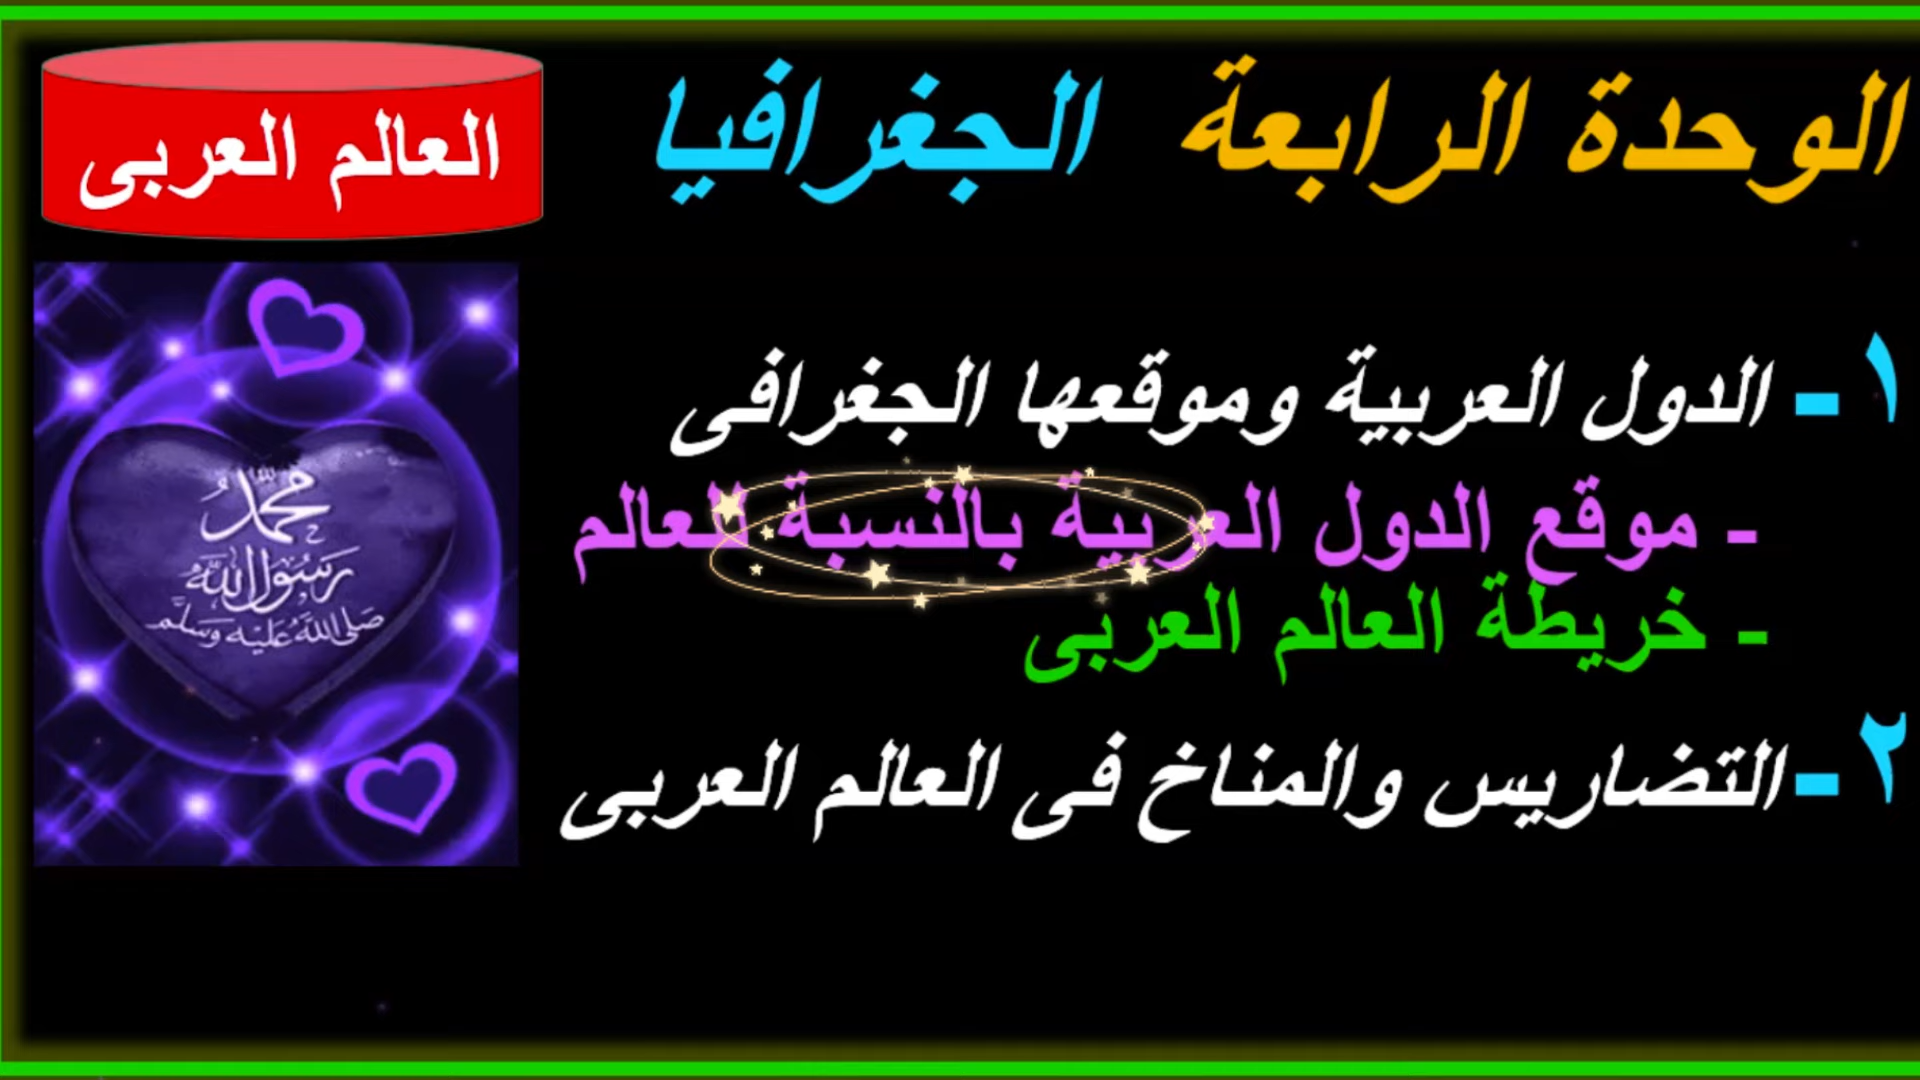 الوحدة الرابعة الجغرافيا
العالم العربى
١- الدول العربية وموقعها الجغرافى
- موقع الدول العربية بالنسبة للعالم
- خريطة العالم العربى
٢- التضاريس والمناخ فى العالم العربى
محمد
رسول الله
صلى الله عليه وسلم